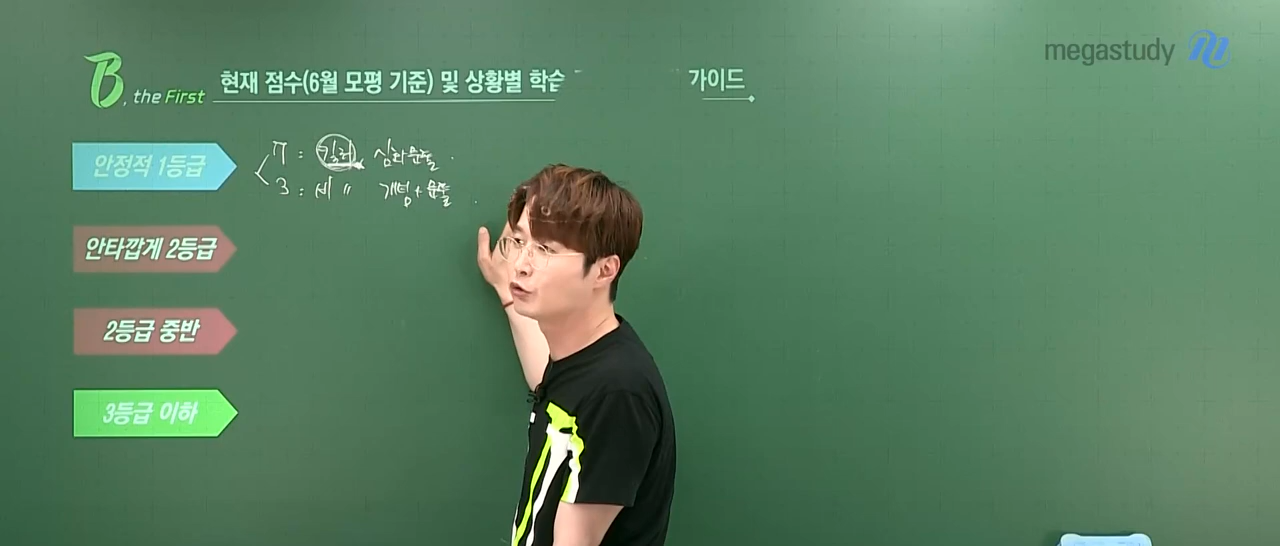 megastudy
B, the First 현재 점수(6월 모평 기준) 및 상황별 학습 가이드
안정적 1등급
7 : 킬러 심화문풀
3 : 비 〃 개념+문풀
안타깝게 2등급
2등급 중반
3등급 이하